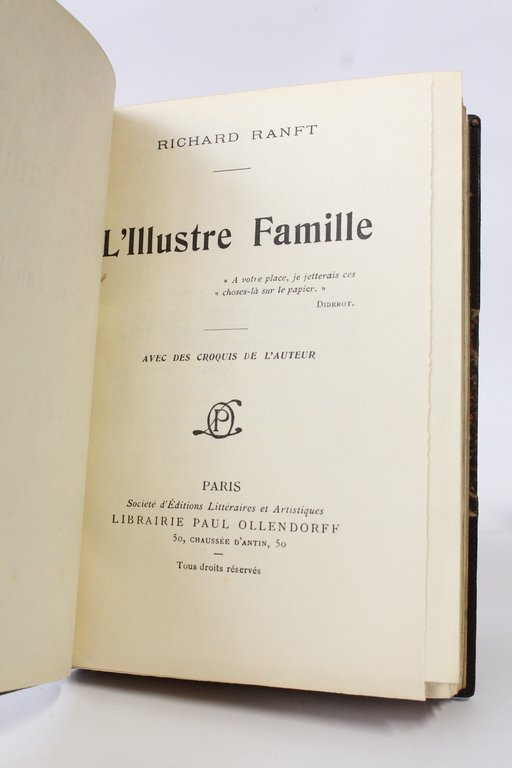 RICHARD RANFT
L'Illustre Famille
« A votre place, je jetterais ces
« choses-là sur le papier. »
DIDEROT.
AVEC DES CROQUIS DE L'AUTEUR
PARIS
Société d'Éditions Littéraires et Artistiques
LIBRAIRIE PAUL OLLENDORFF
50, CHAUSSÉE D'ANTIN, 50
Tous droits réservés